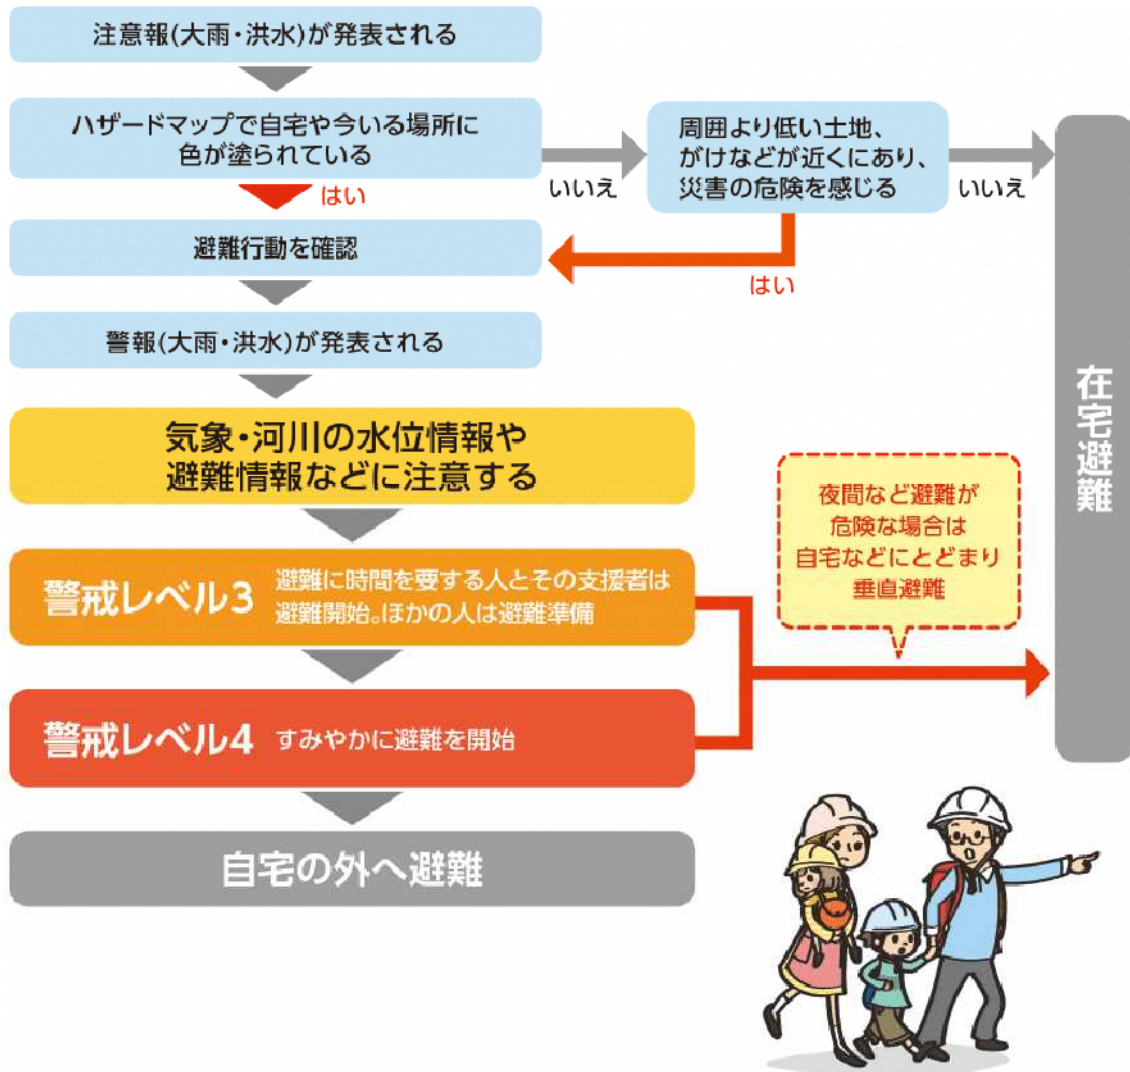 注意報(大雨・洪水)が発表される
ハザードマップで自宅や今いる場所に
色が塗られている
いいえ
周囲より低い土地、
がけなどが近くにあり、
災害の危険を感じる
いいえ
はい
はい
避難行動を確認
警報(大雨・洪水)が発表される
気象・河川の水位情報や
避難情報などに注意する
警戒レベル3
避難に時間を要する人とその支援者は
避難開始。ほかの人は避難準備
警戒レベル4 すみやかに避難を開始
自宅の外へ避難
夜間など避難が
危険な場合は
自宅などにとどまり
垂直避難
在宅避難